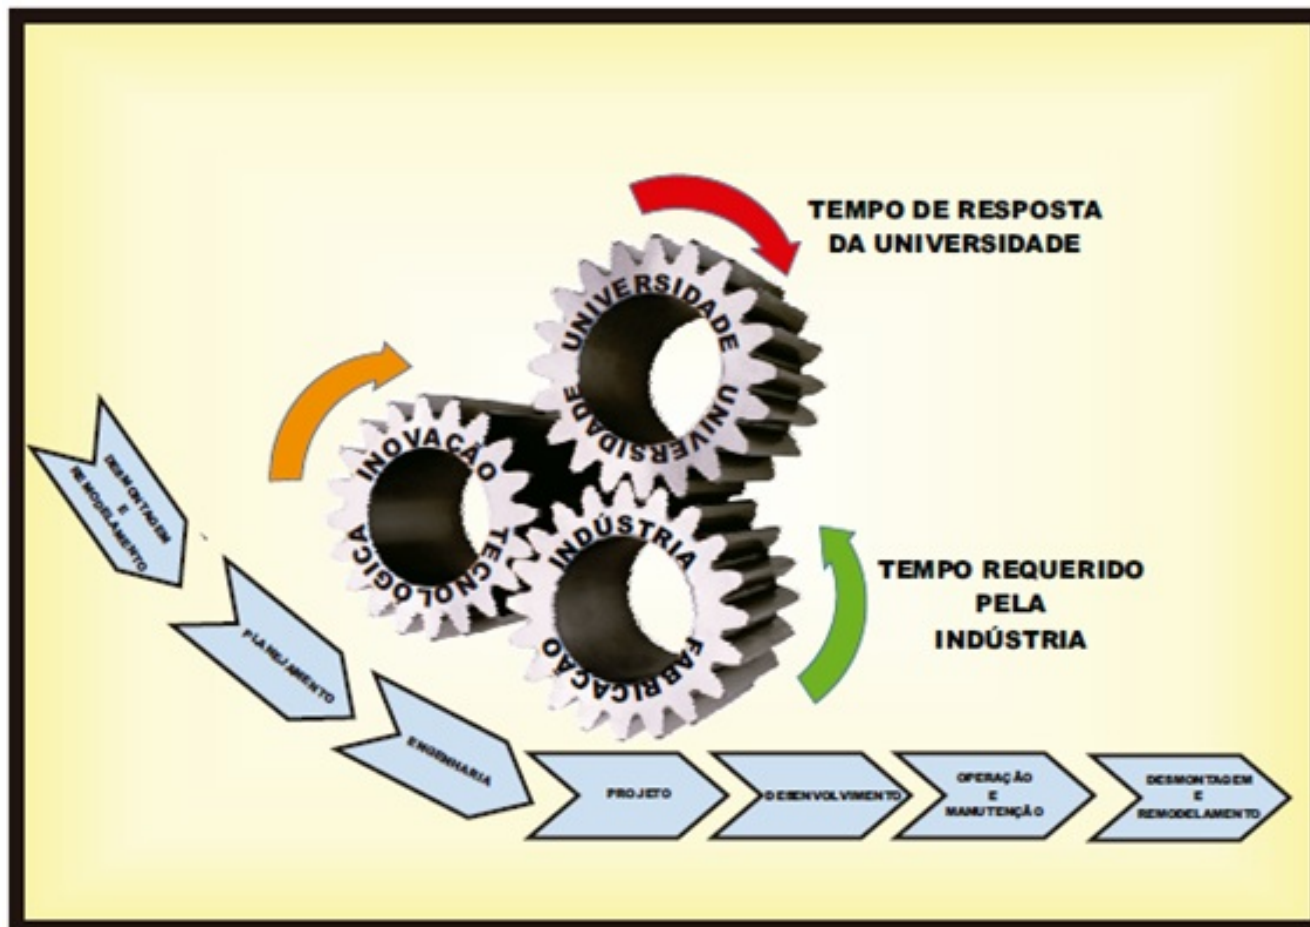 TEMPO DE RESPOSTA
DA UNIVERSIDADE
UNIVERSIDADE
UNIVERSIDADE
INOVAÇÃO
TECNOLÓGICA
INDÚSTRIA
FABRICAÇÃO
TEMPO REQUERIDO
PELA
INDÚSTRIA
DESMONTAGEM
E
REMODELAMENTO
PLANEJAMENTO
ENGENHARIA
PROJETO
DESENVOLVIMENTO
OPERAÇÃO
E
MANUTENÇÃO
DESMONTAGEM
E
REMODELAMENTO